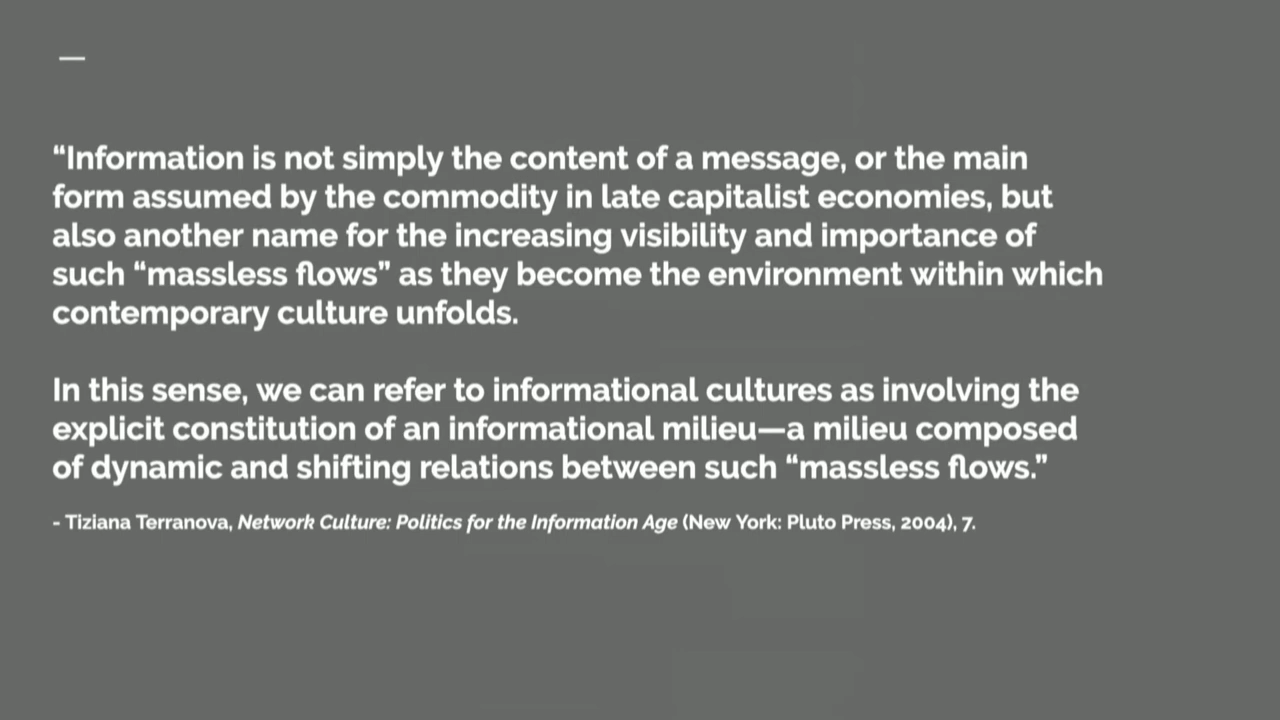 “Information is not simply the content of a message, or the main
form assumed by the commodity in late capitalist economies, but
also another name for the increasing visibility and importance of
such “massless flows” as they become the environment within which
contemporary culture unfolds.
In this sense, we can refer to informational cultures as involving the
explicit constitution of an informational milieu—a milieu composed
of dynamic and shifting relations between such “massless flows.”
- Tiziana Terranova, Network Culture: Politics for the Information Age (New York: Pluto Press, 2004), 7.